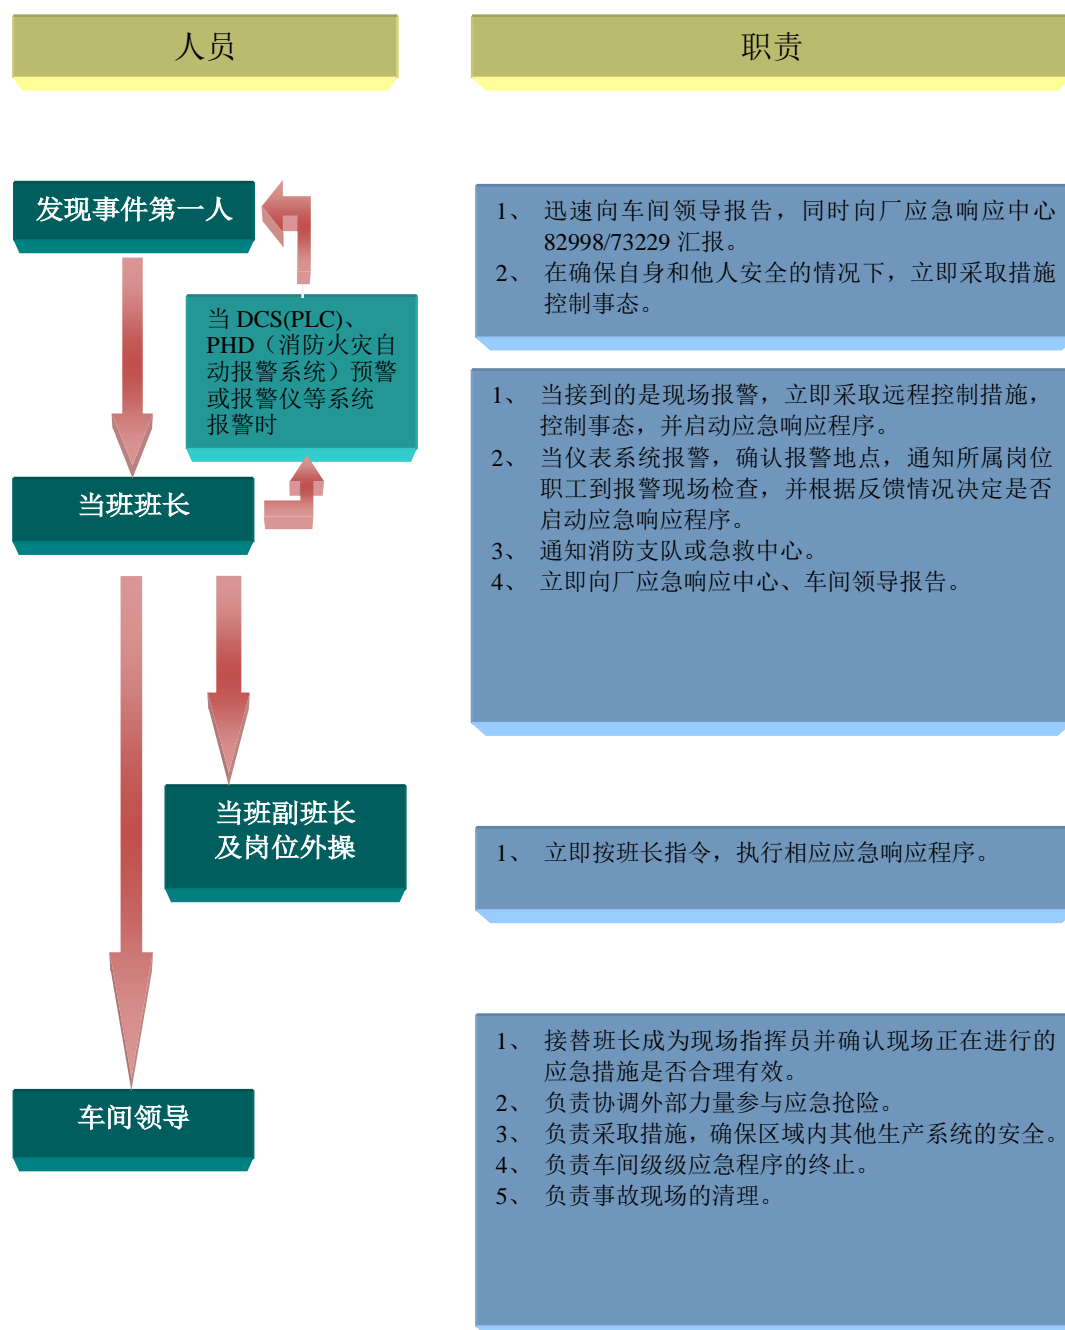 人员
职责
发现事件第一人
1、 迅速向车间领导报告，同时向厂应急响应中心
82998/73229 汇报。
2、 在确保自身和他人安全的情况下，立即采取措施
控制事态。
当 DCS(PLC)、
PHD（消防火灾自
动报警系统）预警
或报警仪等系统
报警时
当班班长
1、 当接到的是现场报警，立即采取远程控制措施，
控制事态，并启动应急响应程序。
2、 当仪表系统报警，确认报警地点，通知所属岗位
职工到报警现场检查，并根据反馈情况决定是否
启动应急响应程序。
3、 通知消防支队或急救中心。
4、 立即向厂应急响应中心、车间领导报告。
当班副班长
及岗位外操
1、 立即按班长指令，执行相应应急响应程序。
车间领导
1、 接替班长成为现场指挥员并确认现场正在进行的
应急措施是否合理有效。
2、 负责协调外部力量参与应急抢险。
3、 负责采取措施，确保区域内其他生产系统的安全。
4、 负责车间级级应急程序的终止。
5、 负责事故现场的清理。